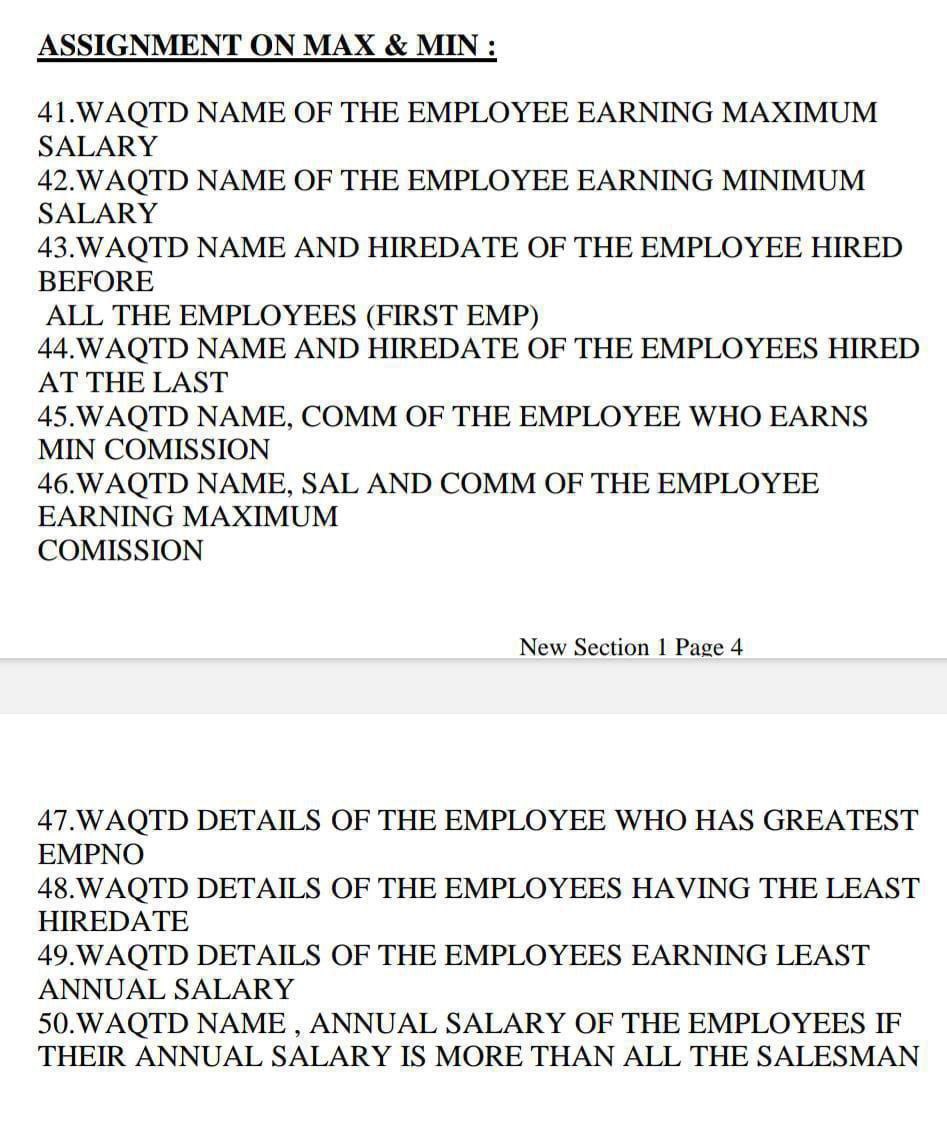 ASSIGNMENT ON MAX & MIN :
41.WAQTD NAME OF THE EMPLOYEE EARNING MAXIMUM
SALARY
42.WAQTD NAME OF THE EMPLOYEE EARNING MINIMUM
SALARY
43.WAQTD NAME AND HIREDATE OF THE EMPLOYEE HIRED
BEFORE
ALL THE EMPLOYEES (FIRST EMP)
44.WAQTD NAME AND HIREDATE OF THE EMPLOYEES HIRED
AT THE LAST
45.WAQTD NAME, COMM OF THE EMPLOYEE WHO EARNS
MIN COMISSION
46.WAQTD NAME, SAL AND COMM OF THE EMPLOYEE
EARNING MAXIMUM
COMISSION
New Section 1 Page 4
47.WAQTD DETAILS OF THE EMPLOYEE WHO HAS GREATEST
EMPNO
48.WAQTD DETAILS OF THE EMPLOYEES HAVING THE LEAST
HIREDATE
49.WAQTD DETAILS OF THE EMPLOYEES EARNING LEAST
ANNUAL SALARY
50.WAQTD NAME , ANNUAL SALARY OF THE EMPLOYEES IF
THEIR ANNUAL SALARY IS MORE THAN ALL THE SALESMAN